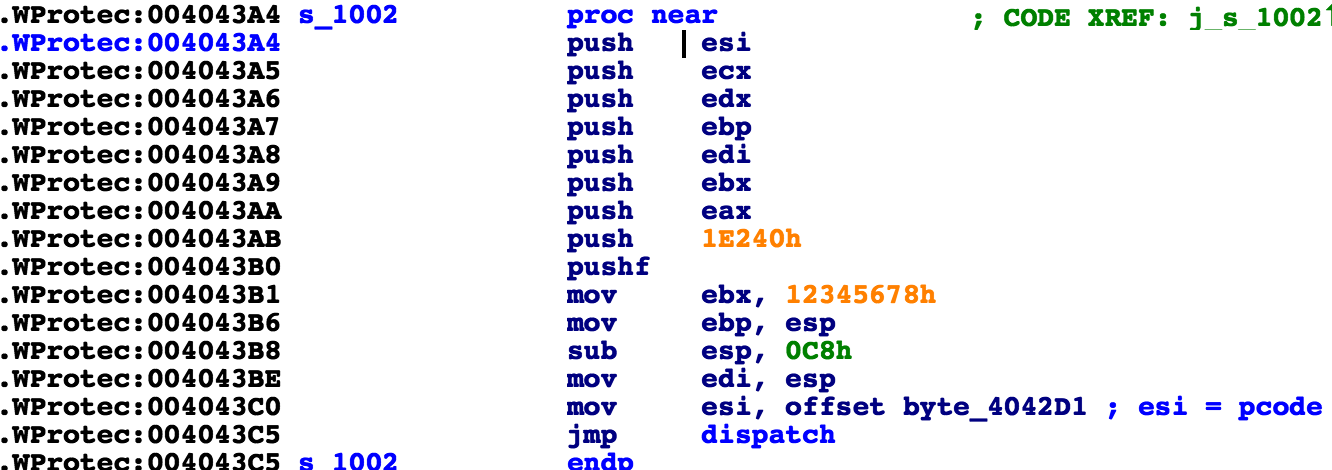 .WProtec:004043A4 s_1002 proc near ; CODE XREF: j_s_1002↑
.WProtec:004043A4 push esi
.WProtec:004043A5 push ecx
.WProtec:004043A6 push edx
.WProtec:004043A7 push ebp
.WProtec:004043A8 push edi
.WProtec:004043A9 push ebx
.WProtec:004043AA push eax
.WProtec:004043AB push 1E240h
.WProtec:004043B0 pushf
.WProtec:004043B1 mov ebx, 12345678h
.WProtec:004043B6 mov ebp, esp
.WProtec:004043B8 sub esp, 0C8h
.WProtec:004043BE mov edi, esp
.WProtec:004043C0 mov esi, offset byte_4042D1 ; esi = pcode
.WProtec:004043C5 jmp dispatch
.WProtec:004043C5 s_1002 endp